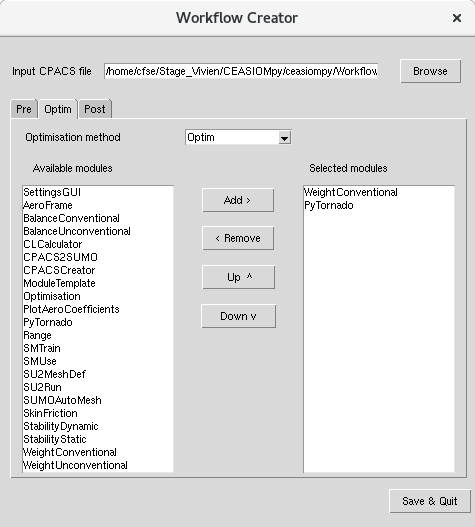 Workflow Creator
Input CPACS file /home/cfse/Stage_Vivien/CEASIOMpy/ceasiompy/Workflow Browse
Pre Optim Post
Optimisation method Optim
Available modules Selected modules
SettingsGUI
AeroFrame
BalanceConventional
BalanceUnconventional
CLCalculator
CPACS2SUMO
CPACSCreator
ModuleTemplate
Optimisation
PlotAeroCoefficients
PyTornado
Range
SMTrain
SMUse
SU2MeshDef
SU2Run
SUMOAutoMesh
SkinFriction
StabilityDynamic
StabilityStatic
WeightConventional
WeightUnconventional
Add >
< Remove
Up ^
Down v
WeightConventional
PyTornado
Save & Quit